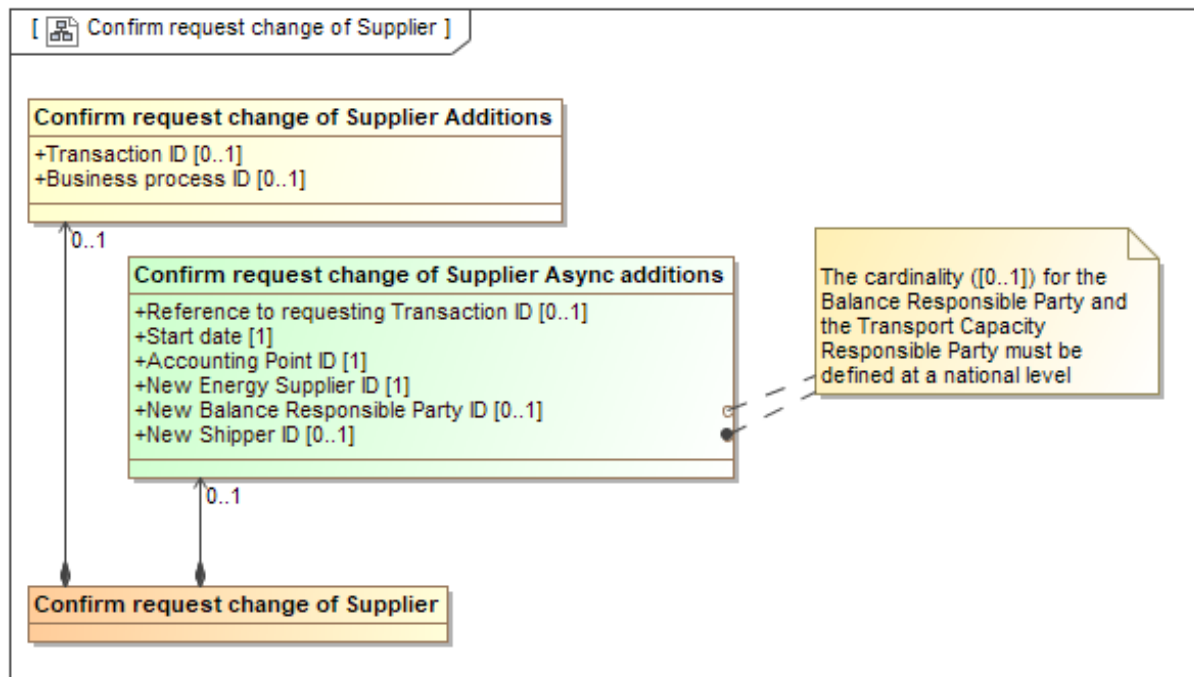 [ Confirm request change of Supplier ]
Confirm request change of Supplier Additions
+Transaction ID [0..1]
+Business process ID [0..1]
0..1
Confirm request change of Supplier Async additions
+Reference to requesting Transaction ID [0..1]
+Start date [1]
+Accounting Point ID [1]
+New Energy Supplier ID [1]
+New Balance Responsible Party ID [0..1]
+New Shipper ID [0..1]
The cardinality ([0..1]) for the
Balance Responsible Party and
the Transport Capacity
Responsible Party must be
defined at a national level
0..1
Confirm request change of Supplier